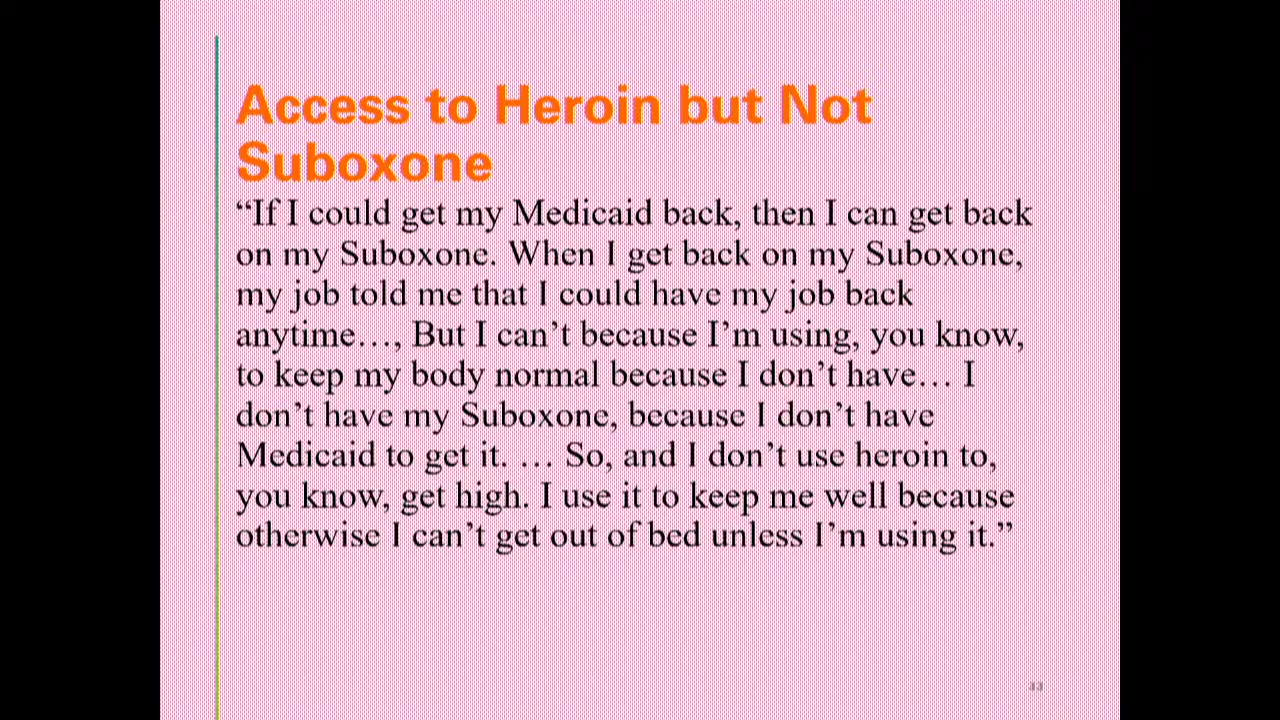 Access to Heroin but Not
Suboxone
“If I could get my Medicaid back, then I can get back
on my Suboxone. When I get back on my Suboxone,
my job told me that I could have my job back
anytime…, But I can’t because I’m using, you know,
to keep my body normal because I don’t have… I
don’t have my Suboxone, because I don’t have
Medicaid to get it. … So, and I don’t use heroin to,
you know, get high. I use it to keep me well because
otherwise I can’t get out of bed unless I’m using it.”
33